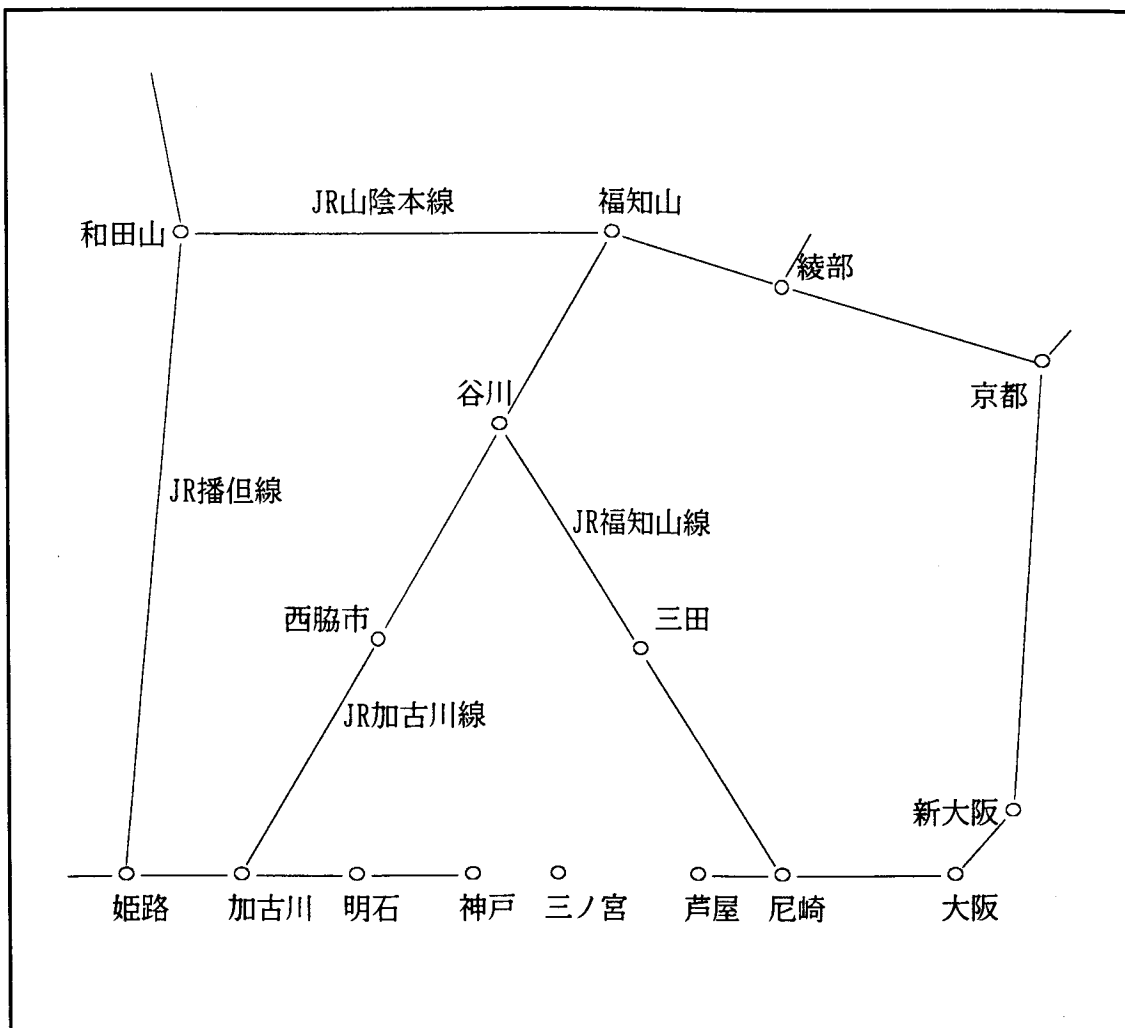 JR山陰本線
福知山
和田山
綾部
京都
谷川
JR播但線
JR福知山線
西脇市
三田
JR加古川線
新大阪
姫路
加古川
明石
神戸
三ノ宮
芦屋
尼崎
大阪